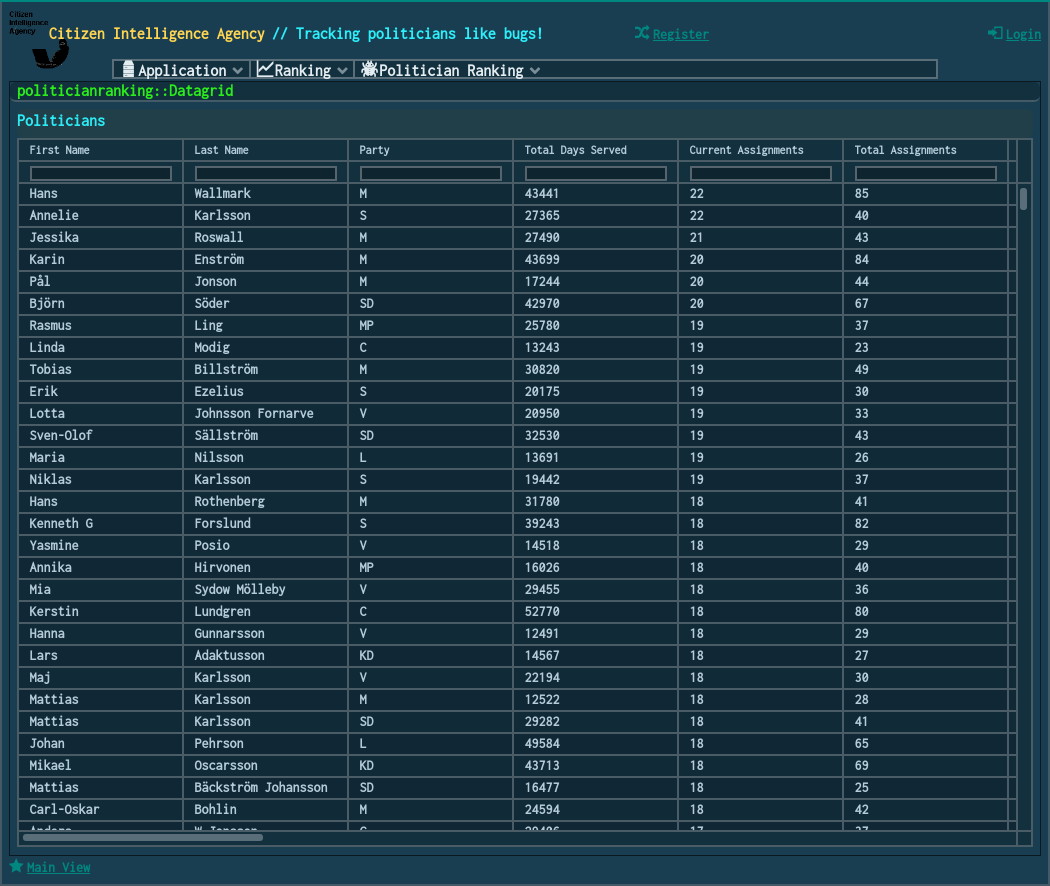 Citizen
Intelligence
Agency
Citizen Intelligence Agency // Tracking politicians like bugs!
Register
Login
Application Ranking Politician Ranking
politicianranking::Datagrid
Politicians
First Name Last Name Party Total Days Served Current Assignments Total Assignments
Hans Wallmark M 43441 22 85
Annelie Karlsson S 27365 22 40
Jessika Roswall M 27490 21 43
Karin Enström M 43699 20 84
Pål Jonson M 17244 20 44
Björn Söder SD 42970 20 67
Rasmus Ling MP 25780 19 37
Linda Modig C 13243 19 23
Tobias Billström M 30820 19 49
Erik Ezelius S 20175 19 30
Lotta Johnsson Fornarve V 20950 19 33
Sven-Olof Sällström SD 32530 19 43
Maria Nilsson L 13691 19 26
Niklas Karlsson S 19442 19 37
Hans Rothenberg M 31780 18 41
Kenneth G Forslund S 39243 18 82
Yasmine Posio V 14518 18 29
Annika Hirvonen MP 16026 18 40
Mia Sydow Mölleby V 29455 18 36
Kerstin Lundgren C 52770 18 80
Hanna Gunnarsson V 12491 18 29
Lars Adaktusson KD 14567 18 27
Maj Karlsson V 22194 18 30
Mattias Karlsson M 12522 18 28
Mattias Karlsson SD 29282 18 41
Johan Pehrson L 49584 18 65
Mikael Oscarsson KD 43713 18 69
Mattias Bäckström Johansson SD 16477 18 25
Carl-Oskar Bohlin M 24594 18 42
Main View